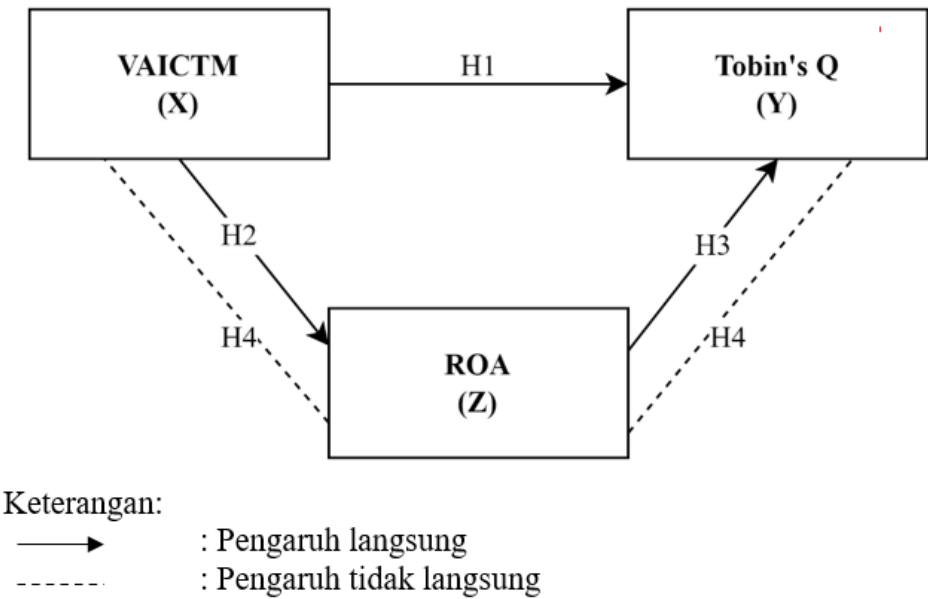 VAICTM
(X)
H1
Tobin's Q
(Y)
H2
H3
H4
H4
ROA
(Z)
Keterangan:
: Pengaruh langsung
: Pengaruh tidak langsung